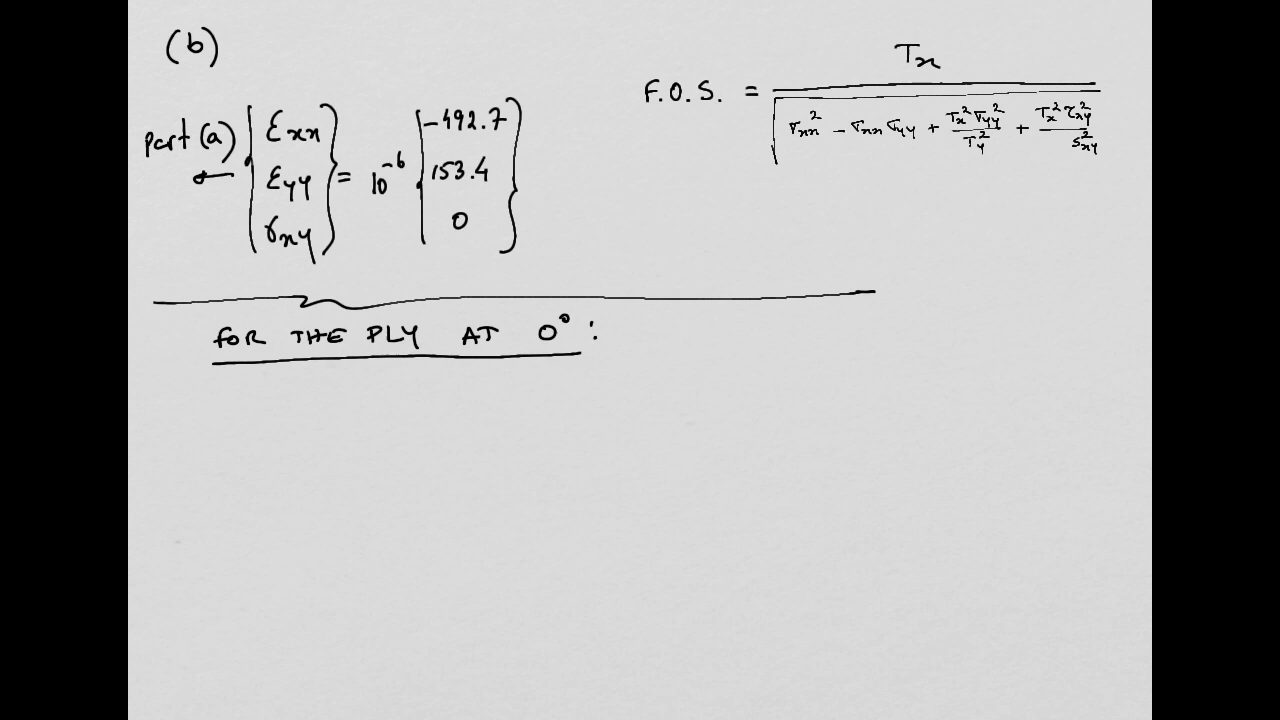 (b)
F.O.S. = Tx / √(σxx² − σxx σyy + Tx² σyy² / Ty² + Tx² τxy² / Sxy²)
part (a) { εxx εyy γxy } = 10⁻⁶ { -492.7 153.4 0 }
FOR THE PLY AT 0° :